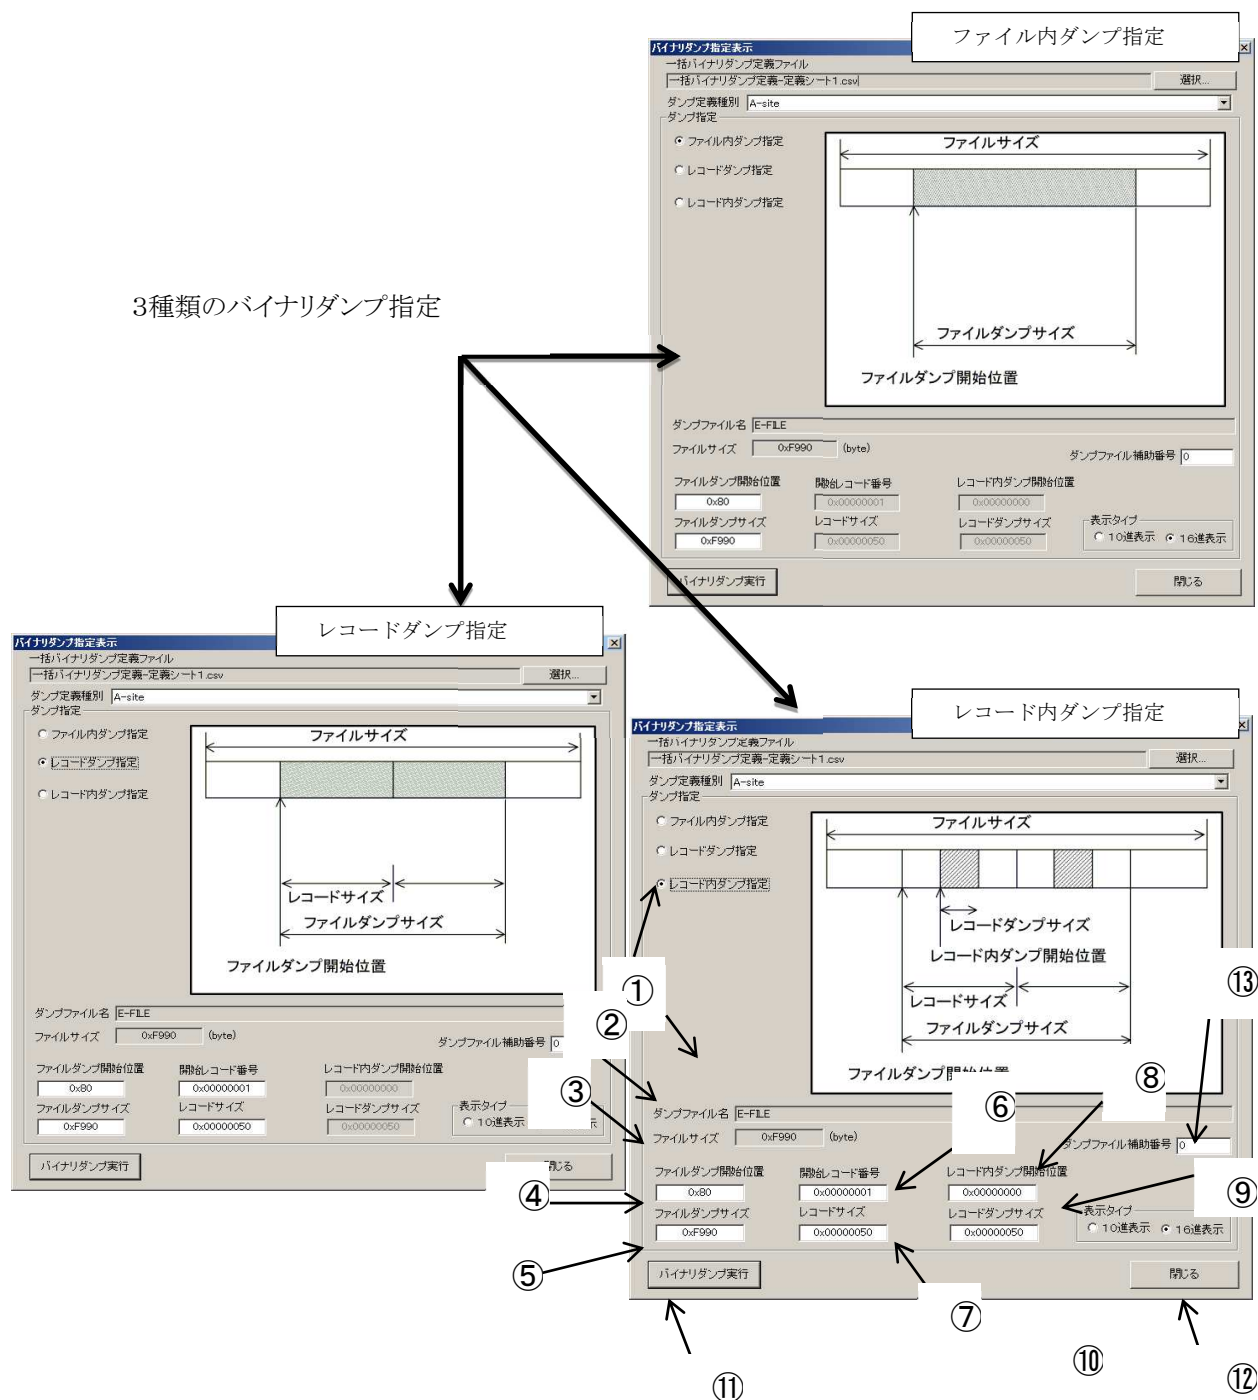 ファイル内ダンプ指定
バイナリダンプ指定表示
一括バイナリダンプ定義ファイル
一括バイナリダンプ定義-定義シート1.csv
選択...
ダンプ定義種別 A-site
ダンプ指定
ファイル内ダンプ指定
レコードダンプ指定
レコード内ダンプ指定
ファイルサイズ
ファイルダンプサイズ
ファイルダンプ開始位置
ダンプファイル名 E-FILE
ファイルサイズ 0xF990 (byte)
ダンプファイル補助番号 0
ファイルダンプ開始位置 開始レコード番号 レコード内ダンプ開始位置
0x80 0x00000001 0x00000000
ファイルダンプサイズ レコードサイズ レコードダンプサイズ 表示タイプ
0xF990 0x00000050 0x00000050 10進表示 16進表示
バイナリダンプ実行 閉じる
3種類のバイナリダンプ指定
レコードダンプ指定
バイナリダンプ指定表示
一括バイナリダンプ定義ファイル
一括バイナリダンプ定義-定義シート1.csv
選択...
ダンプ定義種別 A-site
ダンプ指定
ファイル内ダンプ指定
レコードダンプ指定
レコード内ダンプ指定
ファイルサイズ
レコードサイズ
ファイルダンプサイズ
ファイルダンプ開始位置
ダンプファイル名 E-FILE
ファイルサイズ 0xF990 (byte)
ダンプファイル補助番号 0
ファイルダンプ開始位置 開始レコード番号 レコード内ダンプ開始位置
0x80 0x00000001 0x00000000
ファイルダンプサイズ レコードサイズ レコードダンプサイズ 表示タイプ
0xF990 0x00000050 0x00000050 10進表示 示
バイナリダンプ実行 閉じる
レコード内ダンプ指定
バイナリダンプ指定表示
一括バイナリダンプ定義ファイル
一括バイナリダンプ定義-定義シート1.csv
選択...
ダンプ定義種別 A-site
ダンプ指定
ファイル内ダンプ指定
レコードダンプ指定
レコード内ダンプ指定
ファイルサイズ
レコードダンプサイズ
レコード内ダンプ開始位置
レコードサイズ
ファイルダンプサイズ
ファイルダンプ開始位置
ダンプファイル名 E-FILE
ファイルサイズ 0xF990 (byte)
ダンプファイル補助番号 0
ファイルダンプ開始位置 開始レコード番号 レコード内ダンプ開始位置
0x80 0x00000001 0x00000000
ファイルダンプサイズ レコードサイズ レコードダンプサイズ 表示タイプ
0xF990 0x00000050 0x00000050 10進表示 16進表示
バイナリダンプ実行 閉じる
①
②
③
④
⑤
⑥
⑦
⑧
⑨
⑩
⑪
⑫
⑬